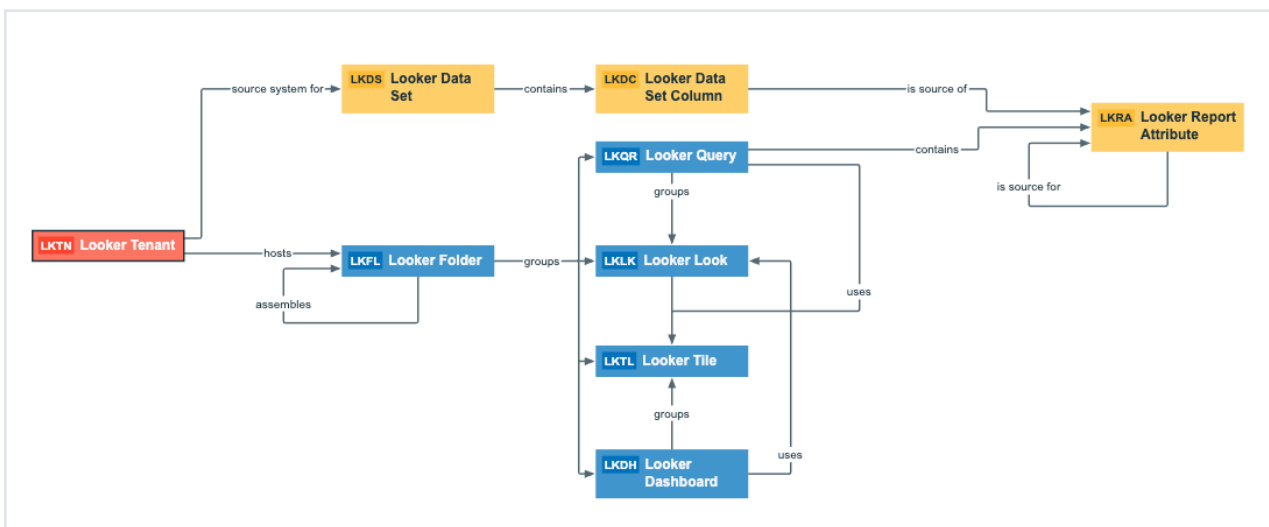 LKDS Looker Data
Set
LKDC Looker Data
Set Column
source system for
contains
is source of
LKRA Looker Report
Attribute
LKQR Looker Query
contains
groups
is source for
LKTN Looker Tenant
hosts
LKFL Looker Folder
groups
LKLK Looker Look
assembles
uses
LKTL Looker Tile
groups
uses
LKDH Looker
Dashboard